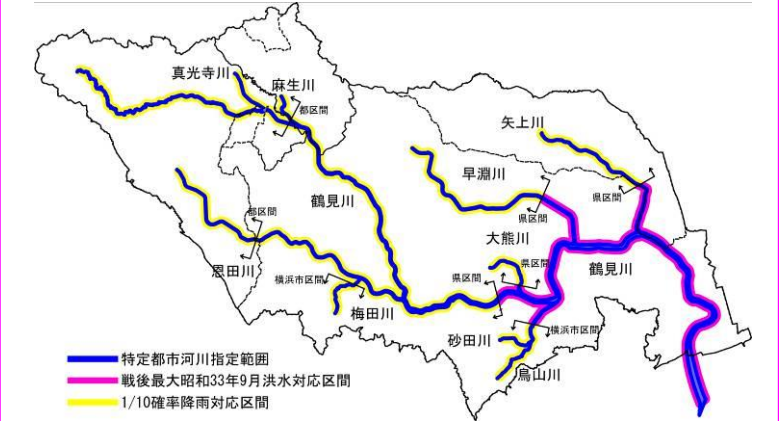 真光寺川
麻生川
都区間
矢上川
早淵川
県区間
県区間
鶴見川
都区間
大熊川
恩田川
横浜市区間
県区間
県区間
鶴見川
梅田川
砂田川
横浜市区間
鳥山川
特定都市河川指定範囲
戦後最大昭和33年9月洪水対応区間
1/10確率降雨対応区間